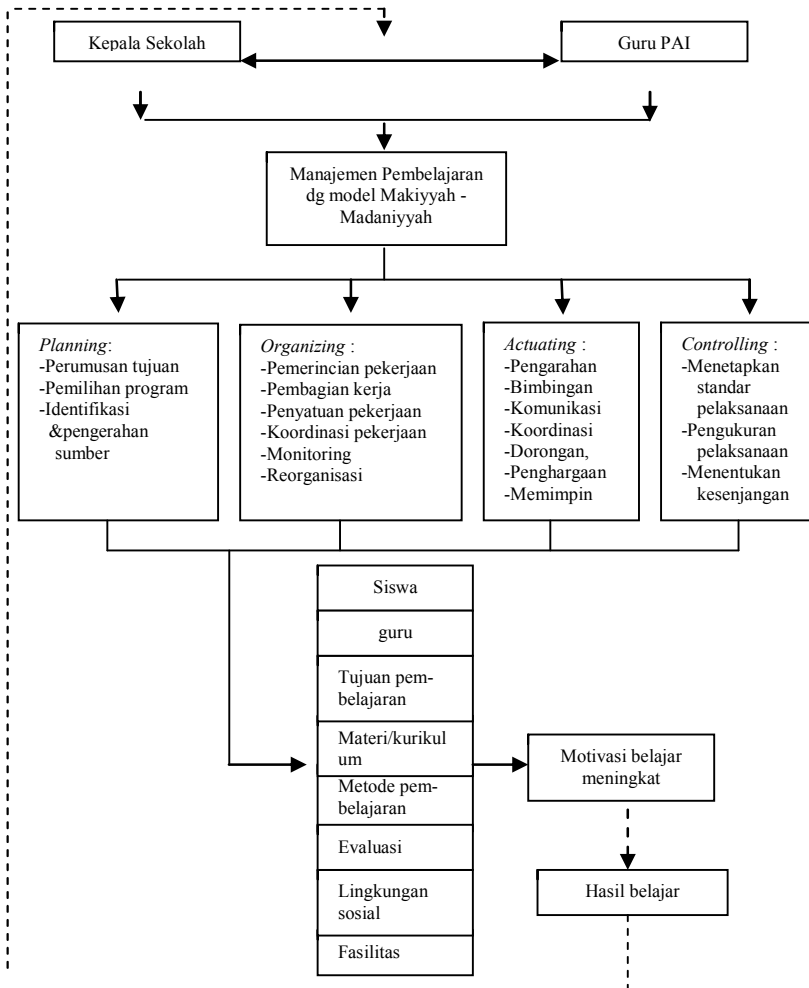 Kepala Sekolah
Guru PAI
Manajemen Pembelajaran
dg model Makiyyah -
Madaniyyah
Planning:
-Perumusan tujuan
-Pemilihan program
-Identifikasi
&pengerahan
sumber
Organizing :
-Pemerincian pekerjaan
-Pembagian kerja
-Penyatuan pekerjaan
-Koordinasi pekerjaan
-Monitoring
-Reorganisasi
Actuating :
-Pengarahan
-Bimbingan
-Komunikasi
-Koordinasi
-Dorongan,
-Penghargaan
-Memimpin
Controlling :
-Menetapkan
standar
pelaksanaan
-Pengukuran
pelaksanaan
-Menentukan
kesenjangan
Siswa
guru
Tujuan pem-
belajaran
Materi/kurikul
um
Metode pem-
belajaran
Evaluasi
Lingkungan
sosial
Fasilitas
Motivasi belajar
meningkat
Hasil belajar